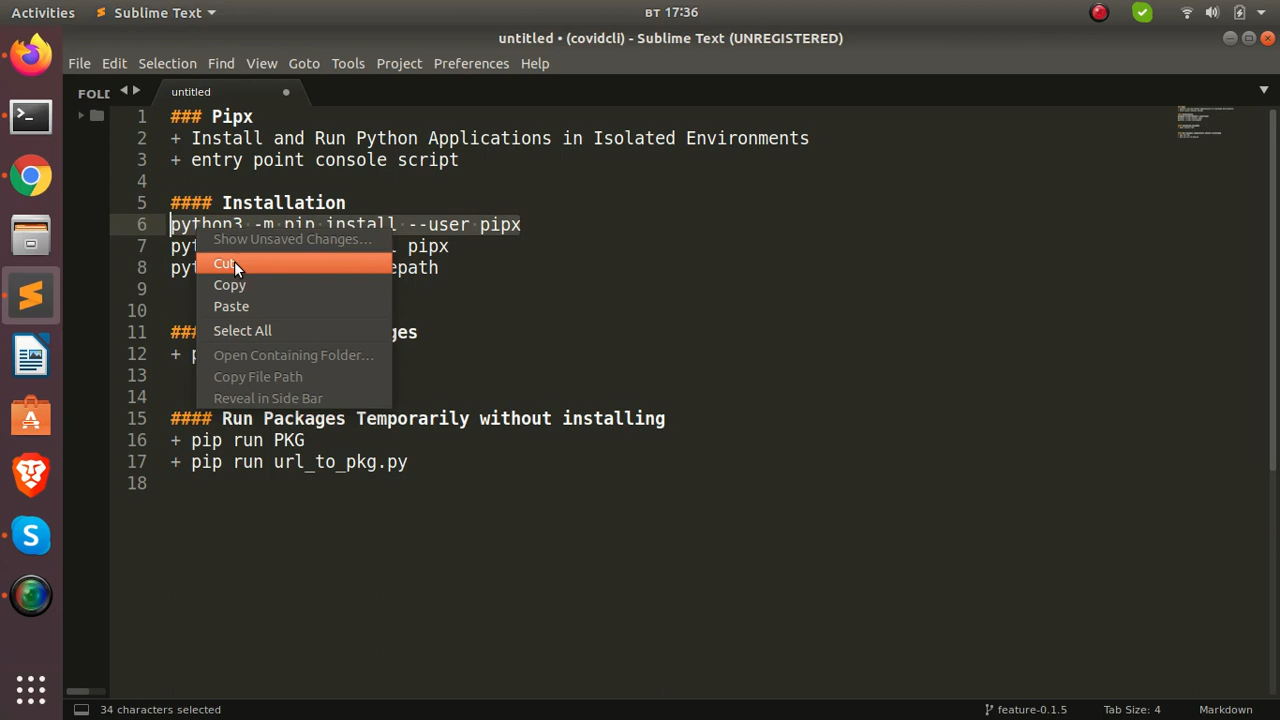 Activities
Sublime Text
вт 17:36
untitled • (covidcli) - Sublime Text (UNREGISTERED)
File Edit Selection Find View Goto Tools Project Preferences Help
FOLD
untitled
1 ### Pipx
2 + Install and Run Python Applications in Isolated Environments
3 + entry point console script
4
5 #### Installation
6 python3 -m pip install --user pipx
7 pipx
8 epath
9
10
11 ges
12 + p
13
14
15 #### Run Packages Temporarily without installing
16 + pip run PKG
17 + pip run url_to_pkg.py
18
Show Unsaved Changes...
Cut
Copy
Paste
Select All
Open Containing Folder...
Copy File Path
Reveal in Side Bar
34 characters selected
feature-0.1.5
Tab Size: 4
Markdown